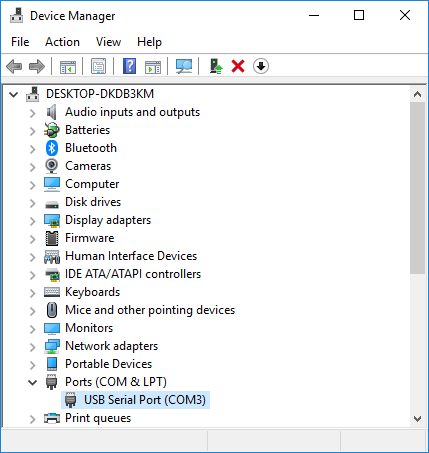 Device Manager
File Action View Help
DESKTOP-DKDB3KM
Audio inputs and outputs
Batteries
Bluetooth
Cameras
Computer
Disk drives
Display adapters
Firmware
Human Interface Devices
IDE ATA/ATAPI controllers
Keyboards
Mice and other pointing devices
Monitors
Network adapters
Portable Devices
Ports (COM & LPT)
USB Serial Port (COM3)
Print queues